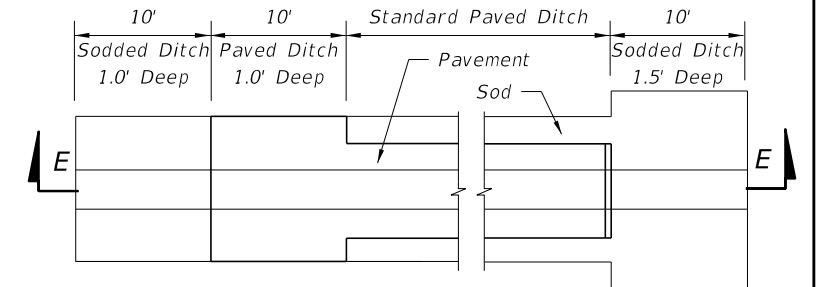 10' 10' Standard Paved Ditch 10'
Sodded Ditch Paved Ditch Sodded Ditch
1.0' Deep 1.0' Deep 1.5' Deep
Pavement
Sod
E E